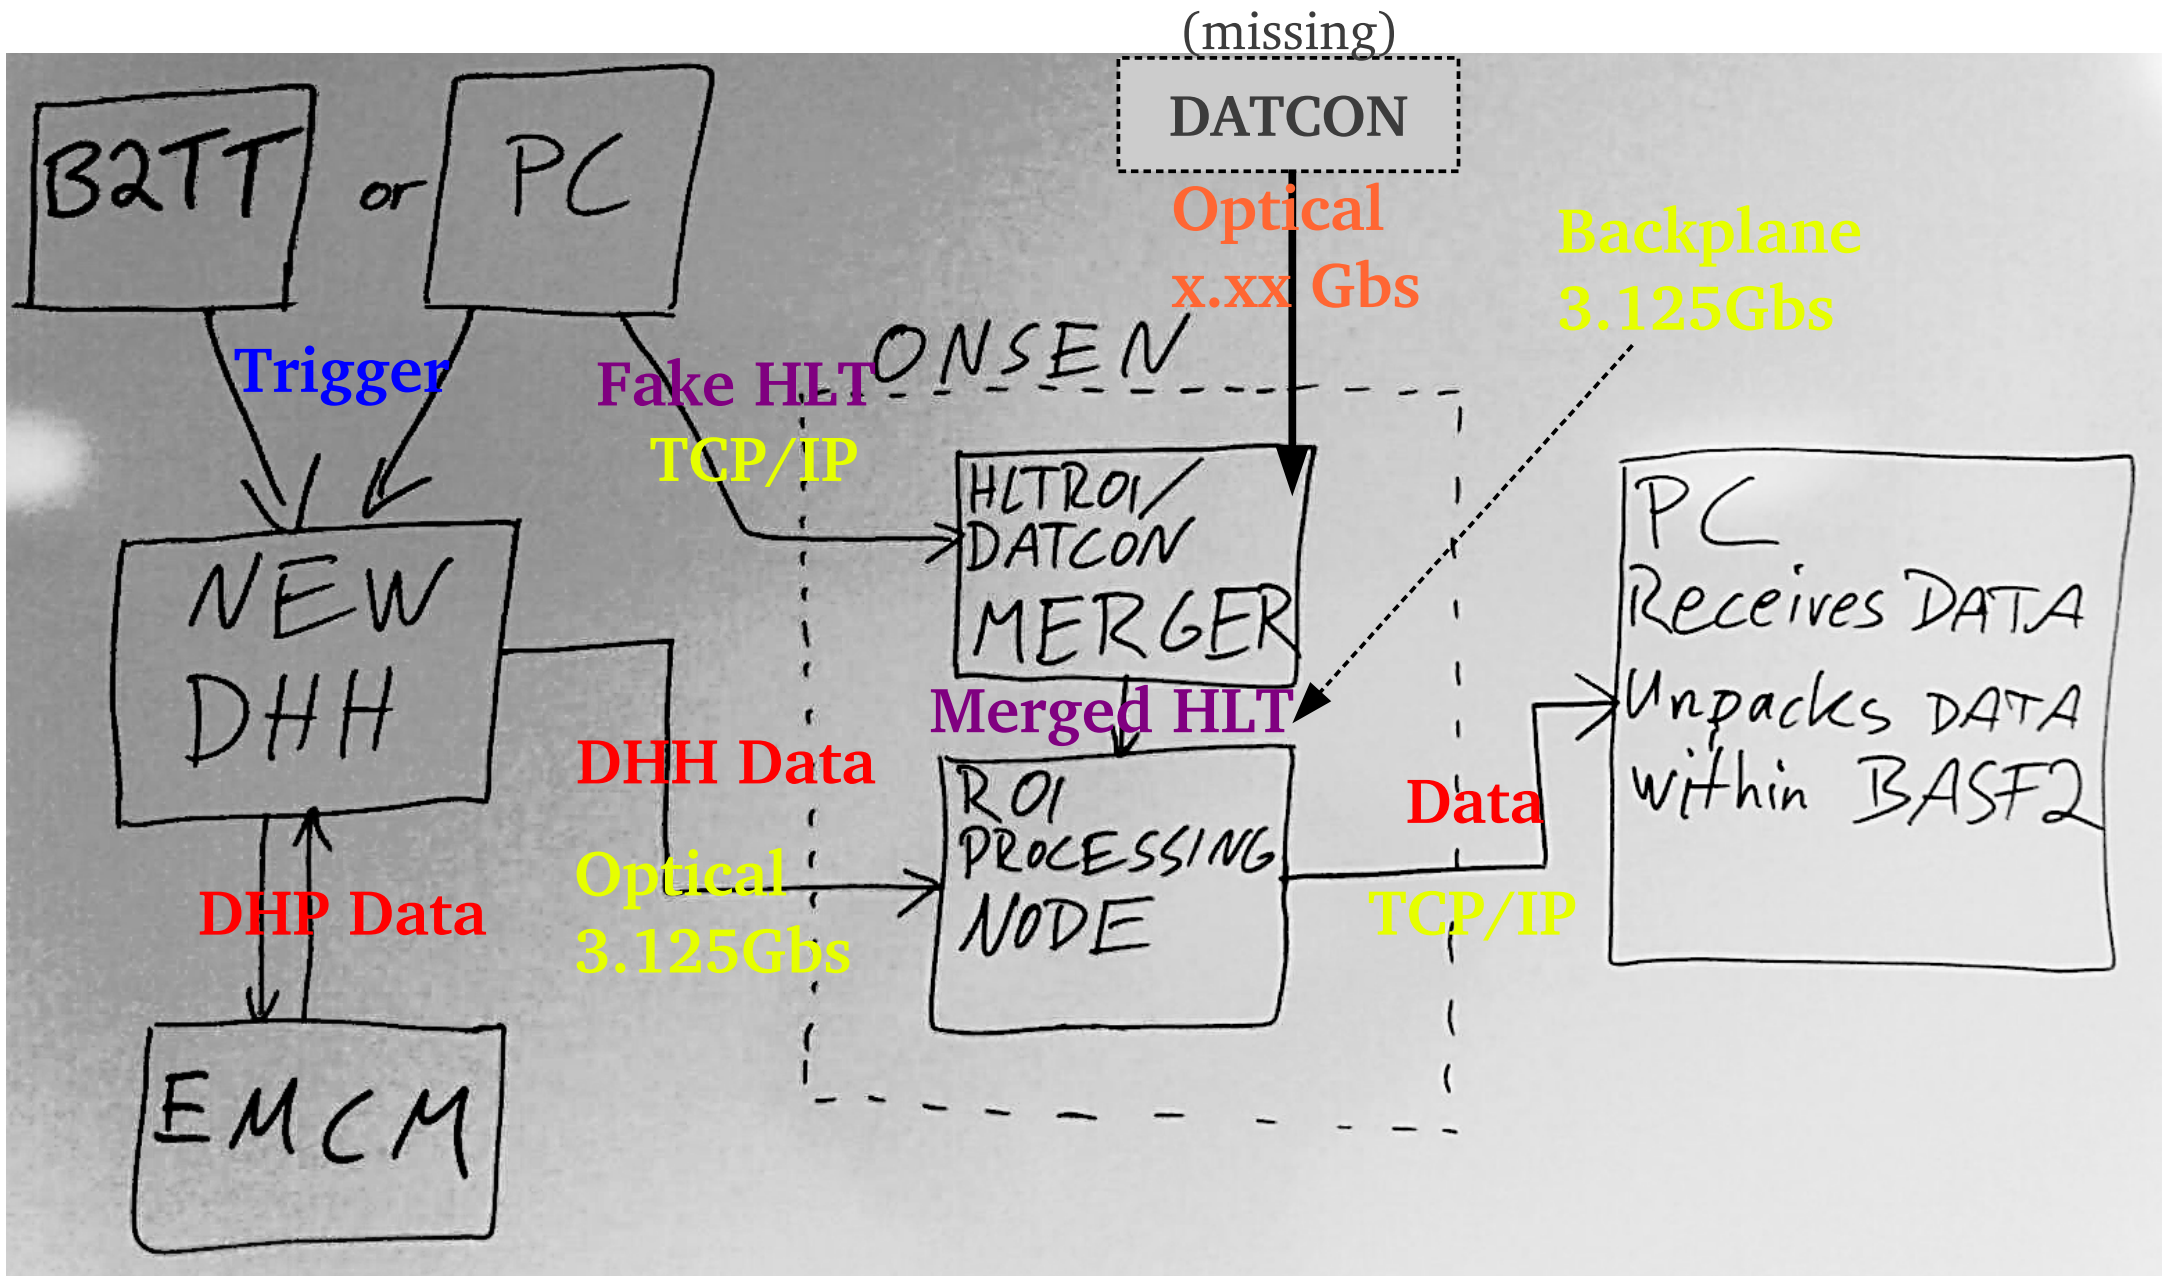 (missing)
DATCON
B2TT
or
PC
Optical
x.xx Gbs
Backplane
3.125Gbs
ONSEN
Trigger
Fake HLT
TCP/IP
HLTROI/
DATCON
MERGER
NEW
DHH
Merged HLT
DHH Data
Optical
3.125Gbs
ROI
PROCESSING
NODE
Data
TCP/IP
PC
Receives DATA
Unpacks DATA
within BASF2
DHP Data
EMCM